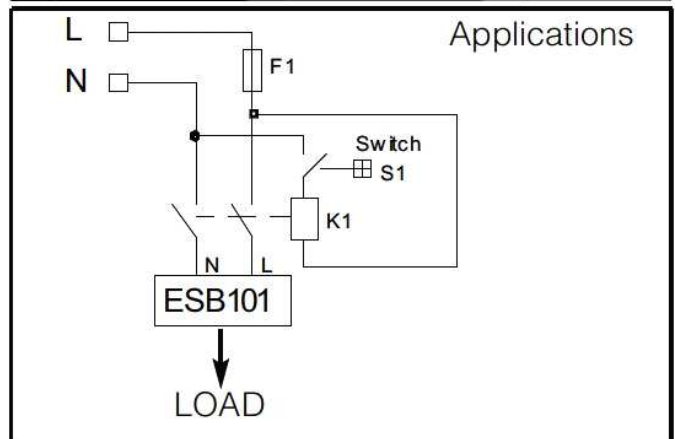 L
Applications
F1
N
Switch
S1
K1
N L
ESB101
LOAD